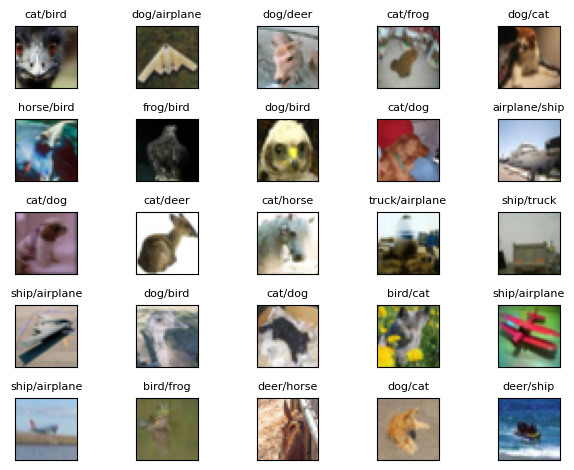 cat/bird dog/airplane dog/deer cat/frog dog/cat
horse/bird frog/bird dog/bird cat/dog airplane/ship
cat/dog cat/deer cat/horse truck/airplane ship/truck
ship/airplane dog/bird cat/dog bird/cat ship/airplane
ship/airplane bird/frog deer/horse dog/cat deer/ship